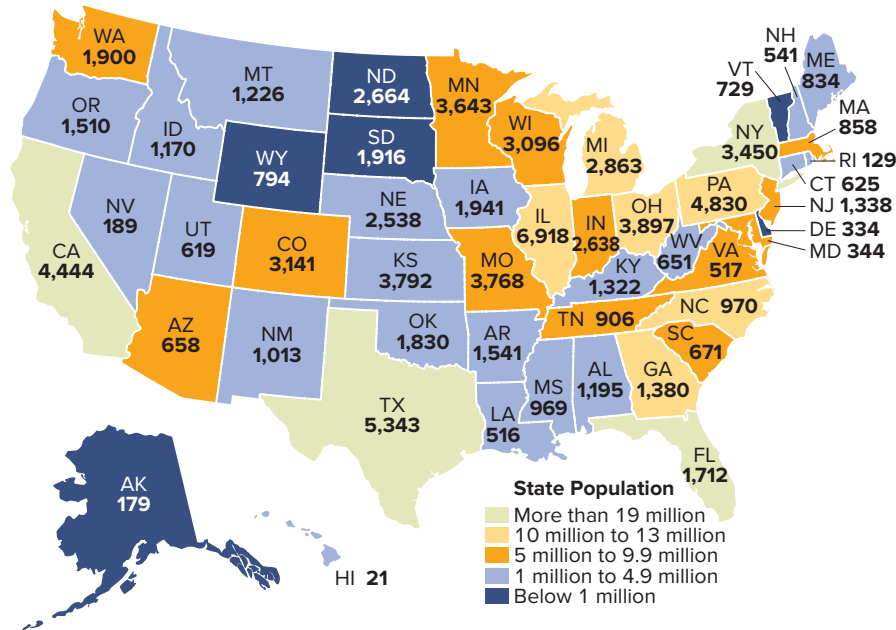 WA
1,900
OR
1,510
ID
1,170
MT
1,226
ND
2,664
MN
3,643
SD
1,916
WI
3,096
WY
794
MI
2,863
NH
541
ME
834
VT
729
MA
858
NY
3,450
RI 129
CT 625
PA
4,830
NJ 1,338
DE 334
MD 344
NV
189
UT
619
CO
3,141
NE
2,538
IA
1,941
IL
6,918
IN
2,638
OH
3,897
WV
651
VA
517
CA
4,444
KS
3,792
MO
3,768
KY
1,322
NC 970
TN 906
AZ
658
NM
1,013
OK
1,830
AR
1,541
SC
671
MS
969
AL
1,195
GA
1,380
TX
5,343
LA
516
FL
1,712
AK
179
HI 21
State Population
More than 19 million
10 million to 13 million
5 million to 9.9 million
1 million to 4.9 million
Below 1 million